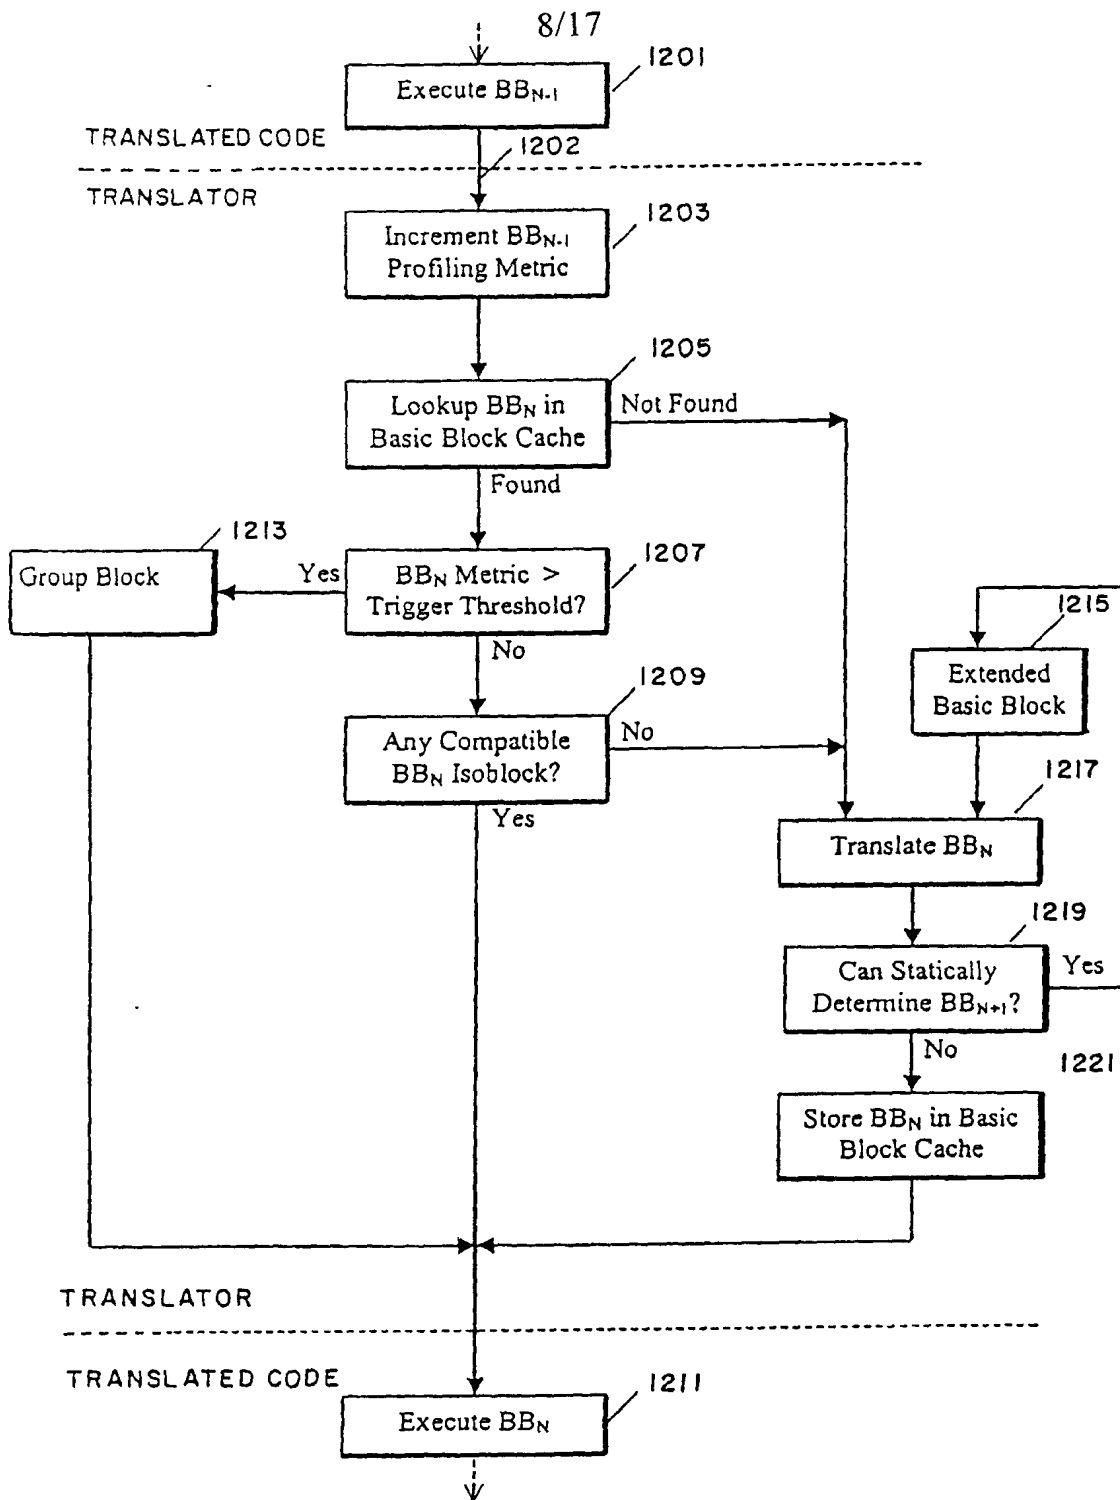 8/17
1201
Execute BBN-1
TRANSLATED CODE
1202
TRANSLATOR
1203
Increment BBN-1
Profiling Metric
1205
Lookup BBN in
Basic Block Cache
Not Found
Found
1213
Group Block
Yes
1207
BBN Metric >
Trigger Threshold?
No
1215
Extended
Basic Block
1209
Any Compatible
BBN Isoblock?
No
Yes
1217
Translate BBN
1219
Can Statically
Determine BBN+1?
Yes
No
1221
Store BBN in Basic
Block Cache
TRANSLATOR
TRANSLATED CODE
1211
Execute BBN